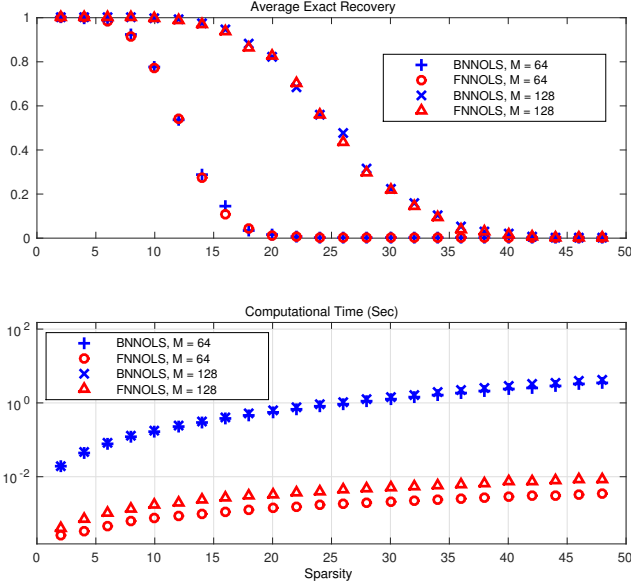 Average Exact Recovery
1
0.8
0.6
0.4
0.2
0
BNNOLS, M = 64
FNNOLS, M = 64
BNNOLS, M = 128
FNNOLS, M = 128
0 5 10 15 20 25 30 35 40 45 50
Computational Time (Sec)
10^2
10^0
10^-2
BNNOLS, M = 64
FNNOLS, M = 64
BNNOLS, M = 128
FNNOLS, M = 128
0 5 10 15 20 25 30 35 40 45 50
Sparsity